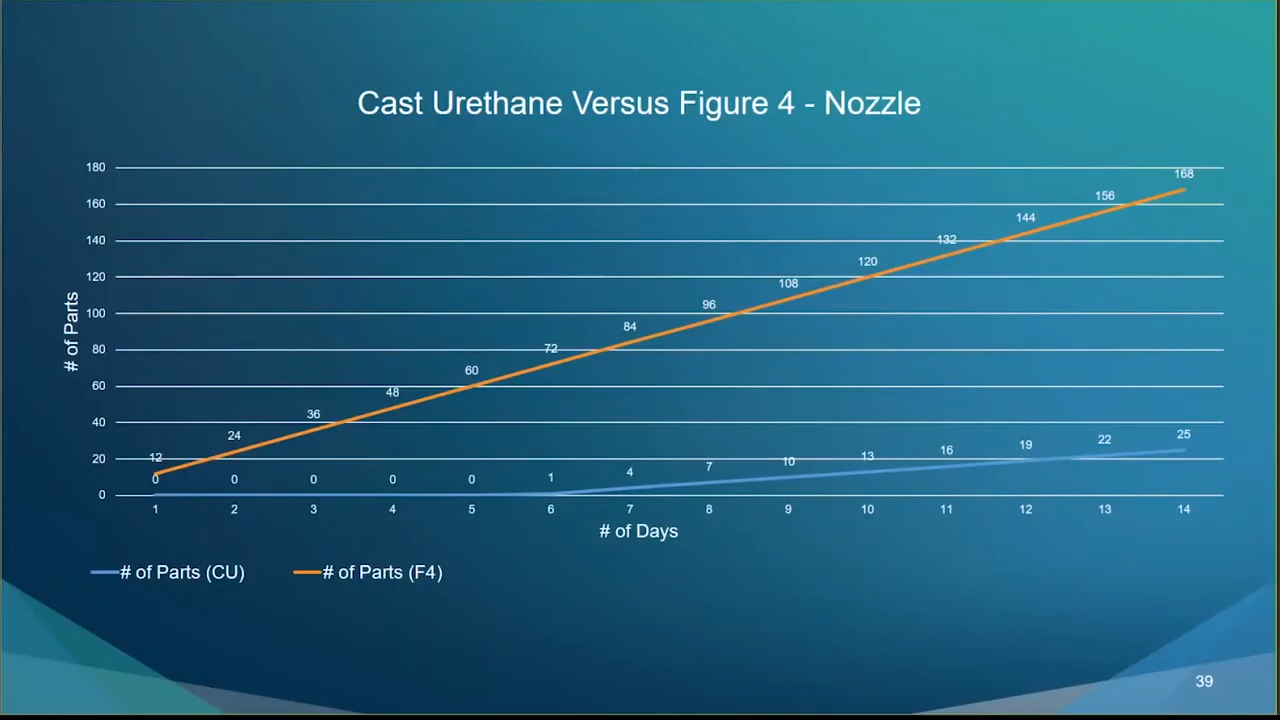 Cast Urethane Versus Figure 4 - Nozzle
180
160
140
120
100
80
60
40
20
0
# of Parts
12 24 36 48 60 72 84 96 108 120 132 144 156 168
0 0 0 0 0 1 4 7 10 13 16 19 22 25
1 2 3 4 5 6 7 8 9 10 11 12 13 14
# of Days
# of Parts (CU) # of Parts (F4)
39